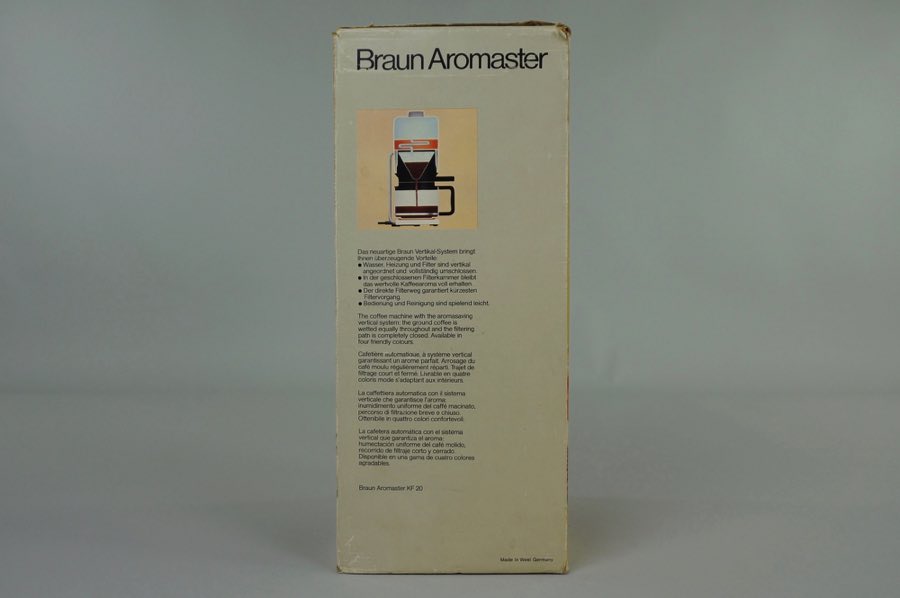 Braun Aromaster
Das neuartige Braun Vertikal-System bringt
Ihnen überzeugende Vorteile:
● Wasser, Heizung und Filter sind vertikal
angeordnet und vollständig umschlossen.
● In der geschlossenen Filterkammer bleibt
das wertvolle Kaffeearoma voll erhalten.
● Der direkte Filterweg garantiert kürzesten
Filtervorgang.
● Bedienung und Reinigung sind spielend leicht.
The coffee machine with the aromasaving
vertical system: the ground coffee is
wetted equally throughout and the filtering
path is completely closed. Available in
four friendly colours.
Cafetière automatique, à système vertical
garantissant un arome parfait. Arrosage du
café moulu régulièrement réparti. Trajet de
filtrage court et fermé. Livrable en quatre
coloris mode s'adaptant aux intérieurs.
La caffettiera automatica con il sistema
verticale che garantisce l'aroma:
inumidimento uniforme del caffé macinato,
percorso di filtrazione breve e chiuso.
Ottenibile in quattro colori confortevoli.
La cafetera automática con el sistema
vertical que garantiza el aroma:
humectación uniforme del café molido,
recorrido de filtraje corto y cerrado.
Disponible en una gama de cuatro colores
agradables.
Braun Aromaster KF 20
Made in West Germany